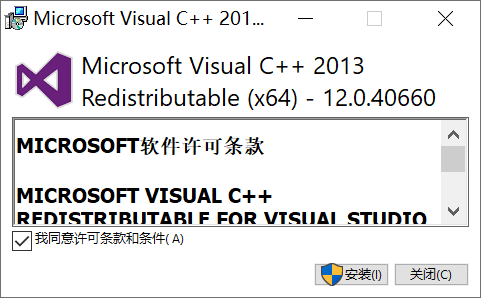 Microsoft Visual C++ 201...
Microsoft Visual C++ 2013
Redistributable (x64) - 12.0.40660
MICROSOFT软件许可条款
MICROSOFT VISUAL C++
REDISTRIBUTABLE FOR VISUAL STUDIO
我同意许可条款和条件( A)
安装(I)
关闭(C)